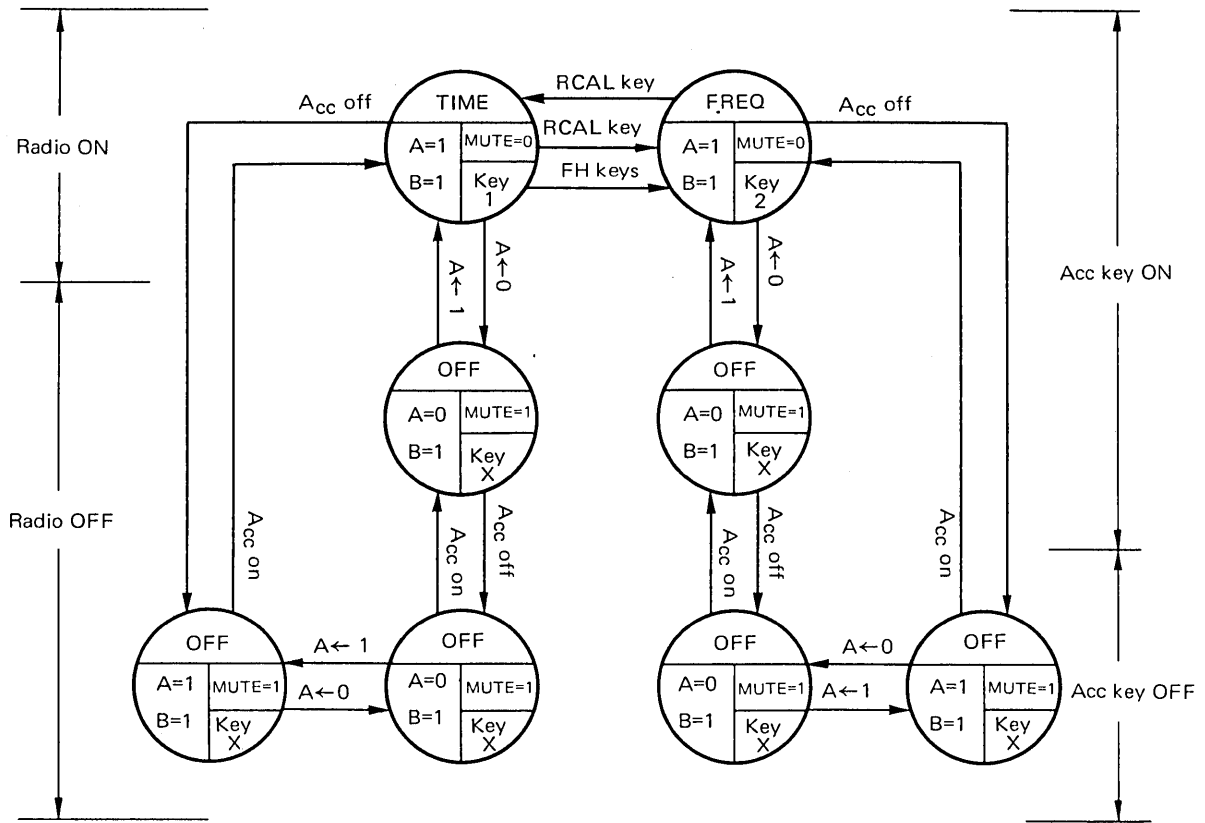 RCAL key
TIME
FREQ
Acc off
Acc off
A=1
MUTE=0
RCAL key
A=1
MUTE=0
Radio ON
B=1
Key
1
FH keys
B=1
Key
2
A←1
A←0
A←1
A←0
Acc key ON
OFF
OFF
A=0
MUTE=1
A=0
MUTE=1
B=1
Key
X
B=1
Key
X
Radio OFF
Acc on
Acc on
Acc off
Acc on
Acc off
Acc on
OFF
A← 1
OFF
OFF
A←0
OFF
A=1
MUTE=1
A←0
A=0
MUTE=1
A=0
MUTE=1
A←1
A=1
MUTE=1
Acc key OFF
B=1
Key
X
B=1
Key
X
B=1
Key
X
B=1
Key
X